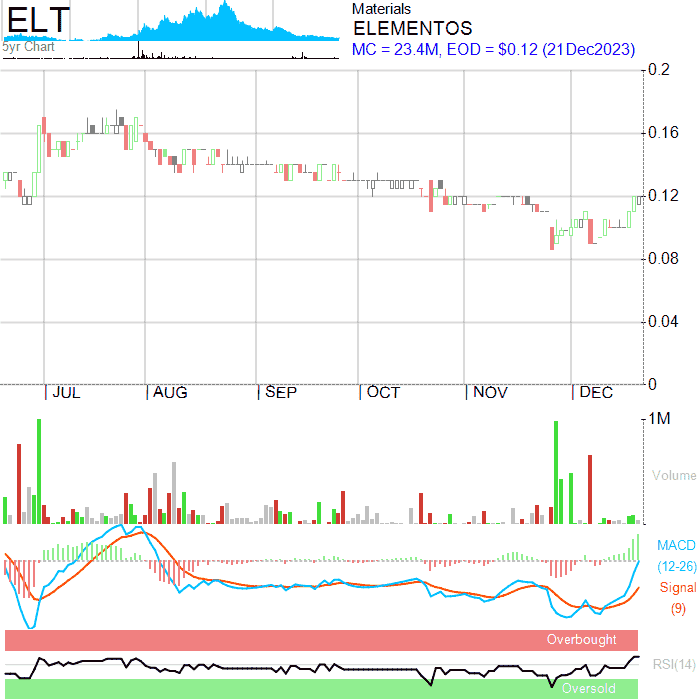 ELT
5yr Chart
Materials
ELEMENTOS
MC = 23.4M, EOD = $0.12 (21Dec2023)
0.2
0.16
0.12
0.08
0.04
0
JUL AUG SEP OCT NOV DEC
1M
Volume
MACD
(12-26)
Signal
(9)
Overbought
RSI(14)
Oversold